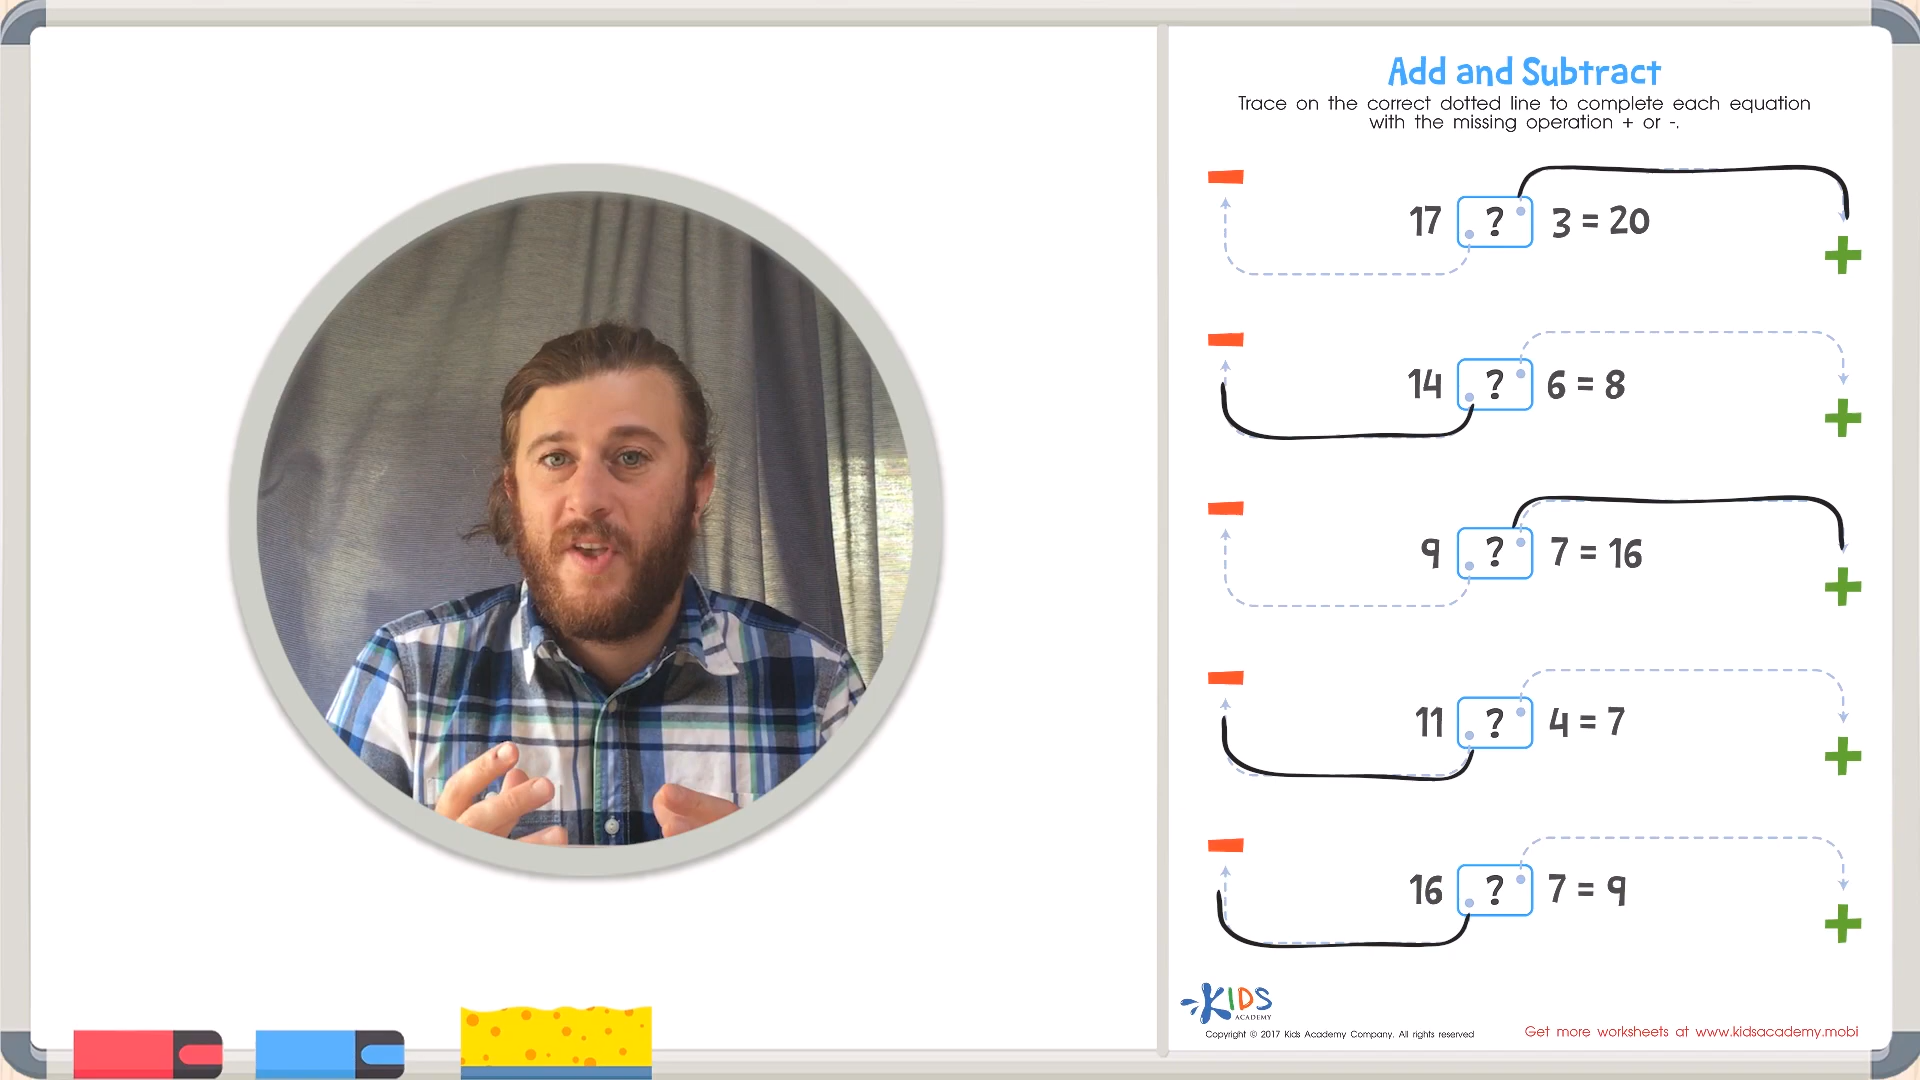 Add and Subtract
Trace on the correct dotted line to complete each equation
with the missing operation + or -.
17 ? 3 = 20
14 ? 6 = 8
9 ? 7 = 16
11 ? 4 = 7
16 ? 7 = 9
KIDS
ACADEMY
Copyright © 2017 Kids Academy Company. All rights reserved
Get more worksheets at www.kidsacademy.mobi